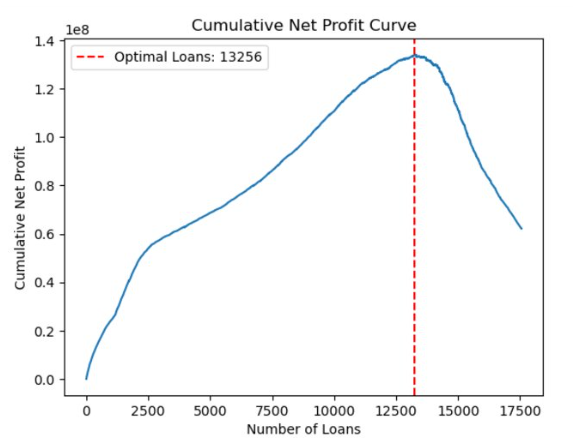 Cumulative Net Profit Curve
1e8
Optimal Loans: 13256
1.4
1.2
1.0
0.8
0.6
0.4
0.2
0.0
Cumulative Net Profit
0 2500 5000 7500 10000 12500 15000 17500
Number of Loans